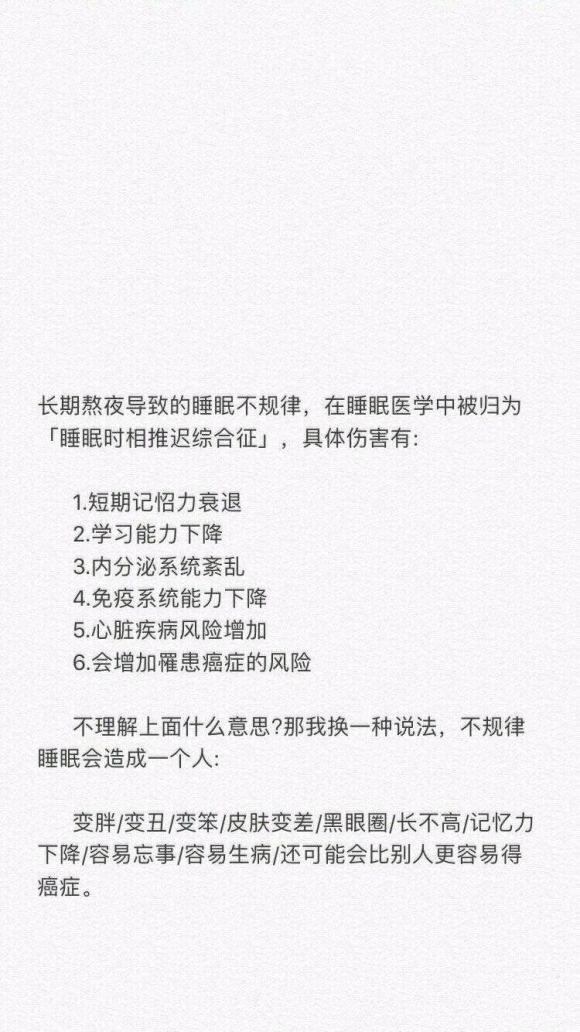 长期熬夜导致的睡眠不规律，在睡眠医学中被归为
「睡眠时相推迟综合征」，具体伤害有:
1.短期记怊力衰退
2.学习能力下降
3.内分泌系统紊乱
4.免疫系统能力下降
5.心脏疾病风险增加
6.会增加罹患癌症的风险
不理解上面什么意思?那我换一种说法，不规律
睡眠会造成一个人:
变胖/变丑/变笨/皮肤变差/黑眼圈/长不高/记忆力
下降/容易忘事/容易生病/还可能会比别人更容易得
癌症。